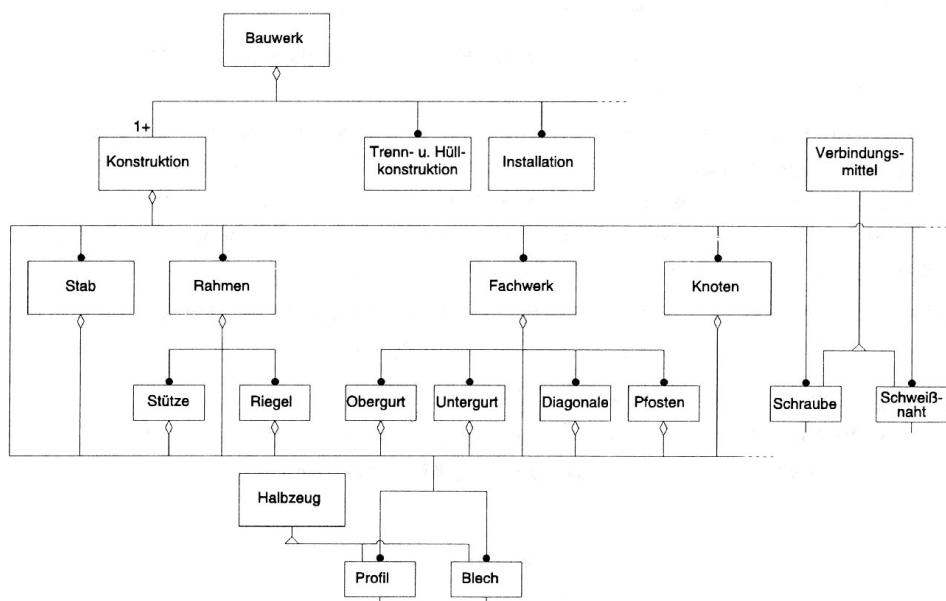 Bauwerk
1+
Konstruktion
Trenn- u. Hüll-
konstruktion
Installation
Verbindungs-
mittel
Stab
Rahmen
Fachwerk
Knoten
Stütze
Riegel
Obergurt
Untergurt
Diagonale
Pfosten
Schraube
Schweiß-
naht
Halbzeug
Profil
Blech